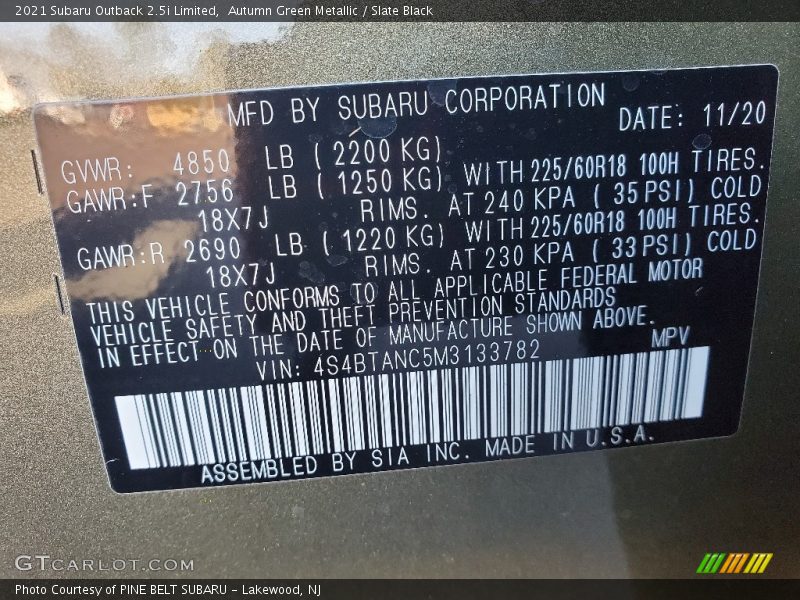 2021 Subaru Outback 2.5i Limited,  Autumn Green Metallic / Slate Black
MFD BY SUBARU CORPORATION
DATE: 11/20
GVWR: 4850 LB (2200 KG)
GAWR:F 2756 LB (1250 KG) WITH 225/60R18 100H TIRES.
18X7J RIMS. AT 240 KPA (35 PSI) COLD
GAWR:R 2690 LB (1220 KG) WITH 225/60R18 100H TIRES.
18X7J RIMS. AT 230 KPA (33 PSI) COLD
THIS VEHICLE CONFORMS TO ALL APPLICABLE FEDERAL MOTOR
VEHICLE SAFETY AND THEFT PREVENTION STANDARDS
IN EFFECT ON THE DATE OF MANUFACTURE SHOWN ABOVE.
VIN: 4S4BTANC5M3133782 MPV
ASSEMBLED BY SIA INC. MADE IN U.S.A.
GTCARLOT.COM
Photo Courtesy of PINE BELT SUBARU – Lakewood, NJ